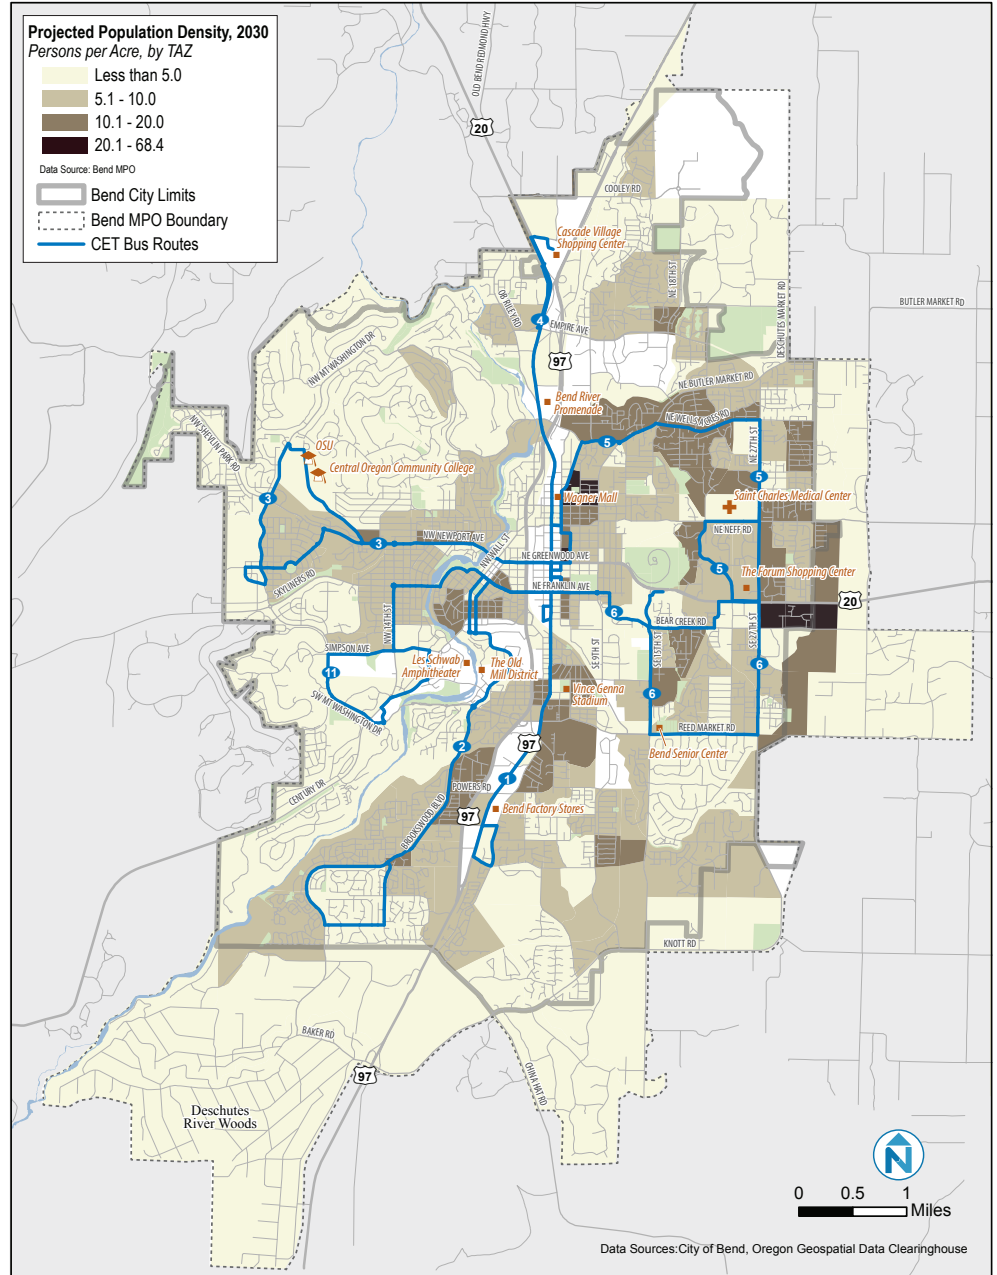 Projected Population Density, 2030
Persons per Acre, by TAZ
Less than 5.0
5.1 - 10.0
10.1 - 20.0
20.1 - 68.4
Data Source: Bend MPO
Bend City Limits
Bend MPO Boundary
CET Bus Routes
OLD BEND REDMOND HWY
20
COOLEY RD
Cascade Village
Shopping Center
NE 18TH ST
OB RILEY RD
4
EMPIRE AVE
DESCHUTES MARKET RD
BUTLER MARKET RD
NW MT WASHINGTON DR
97
NE BUTLER MARKET RD
Bend River
Promenade
NE WELLS ACRES RD
NW SHEVLIN PARK RD
OSU
Central Oregon Community College
5
NE 27TH ST
5
3
Wagner Mall
Saint Charles Medical Center
NE NEFF RD
3
NW NEWPORT AVE
NW WALL ST
NE GREENWOOD AVE
5
The Forum Shopping Center
SKYLINERS RD
NE FRANKLIN AVE
20
NW 14TH ST
6
BEAR CREEK RD
SIMPSON AVE
SE 9TH ST
SE 15TH ST
SE 27TH ST
Les Schwab
Amphitheater
The Old
Mill District
11
6
SW MT WASHINGTON DR
Vince Genna
Stadium
6
REED MARKET RD
2
97
Bend Senior Center
CENTURY DR
1
POWERS RD
97
Bend Factory Stores
BROOKSWOOD BLVD
KNOTT RD
BAKER RD
97
CHINA HAT RD
Deschutes
River Woods
N
0 0.5 1
Miles
Data Sources:City of Bend, Oregon Geospatial Data Clearinghouse